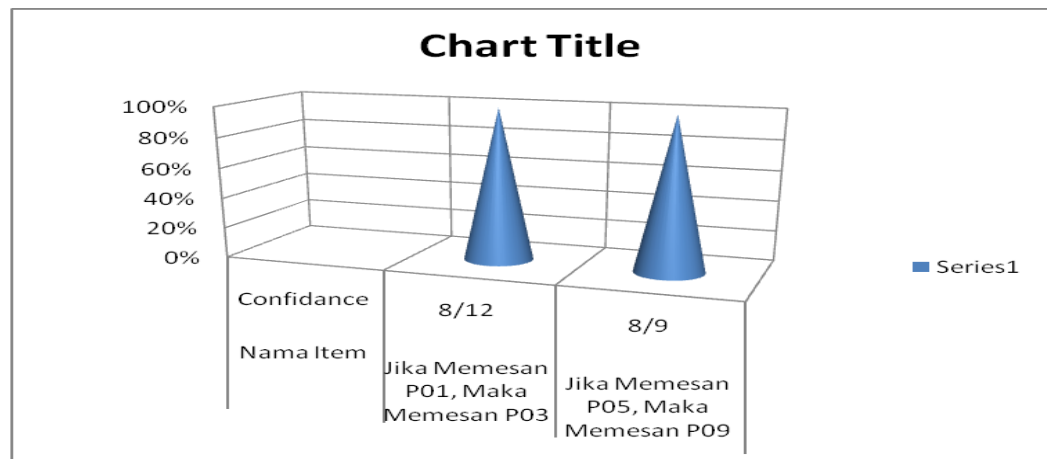 Chart Title
100%
80%
60%
40%
20%
0%
Confidance
Nama Item
8/12
Jika Memesan
P01, Maka
Memesan P03
8/9
Jika Memesan
P05, Maka
Memesan P09
Series1